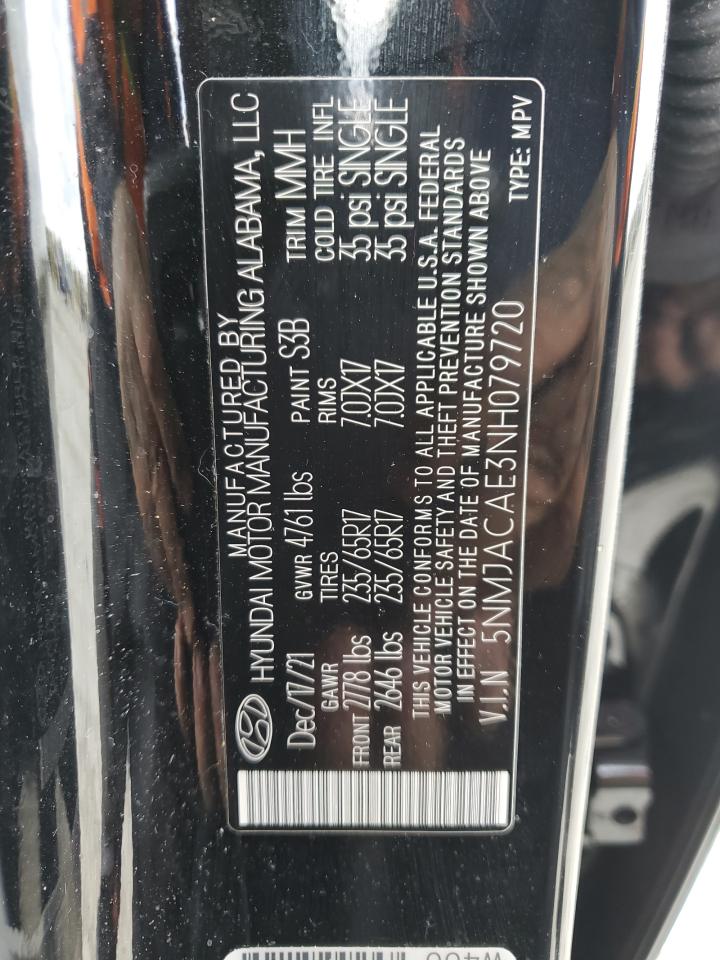 MANUFACTURED BY
HYUNDAI MOTOR MANUFACTURING ALABAMA, LLC
Dec/17/21 GVWR 4761 lbs PAINT S3B TRIM MMH
GAWR TIRES RIMS COLD TIRE INFL
FRONT 2778 lbs 235/65R17 7.0JX17 35 psi SINGLE
REAR 2646 lbs 235/65R17 7.0JX17 35 psi SINGLE
THIS VEHICLE CONFORMS TO ALL APPLICABLE U.S.A. FEDERAL
MOTOR VEHICLE SAFETY AND THEFT PREVENTION STANDARDS
IN EFFECT ON THE DATE OF MANUFACTURE SHOWN ABOVE
V.I.N 5NMJACAE3NH079720 TYPE: MPV